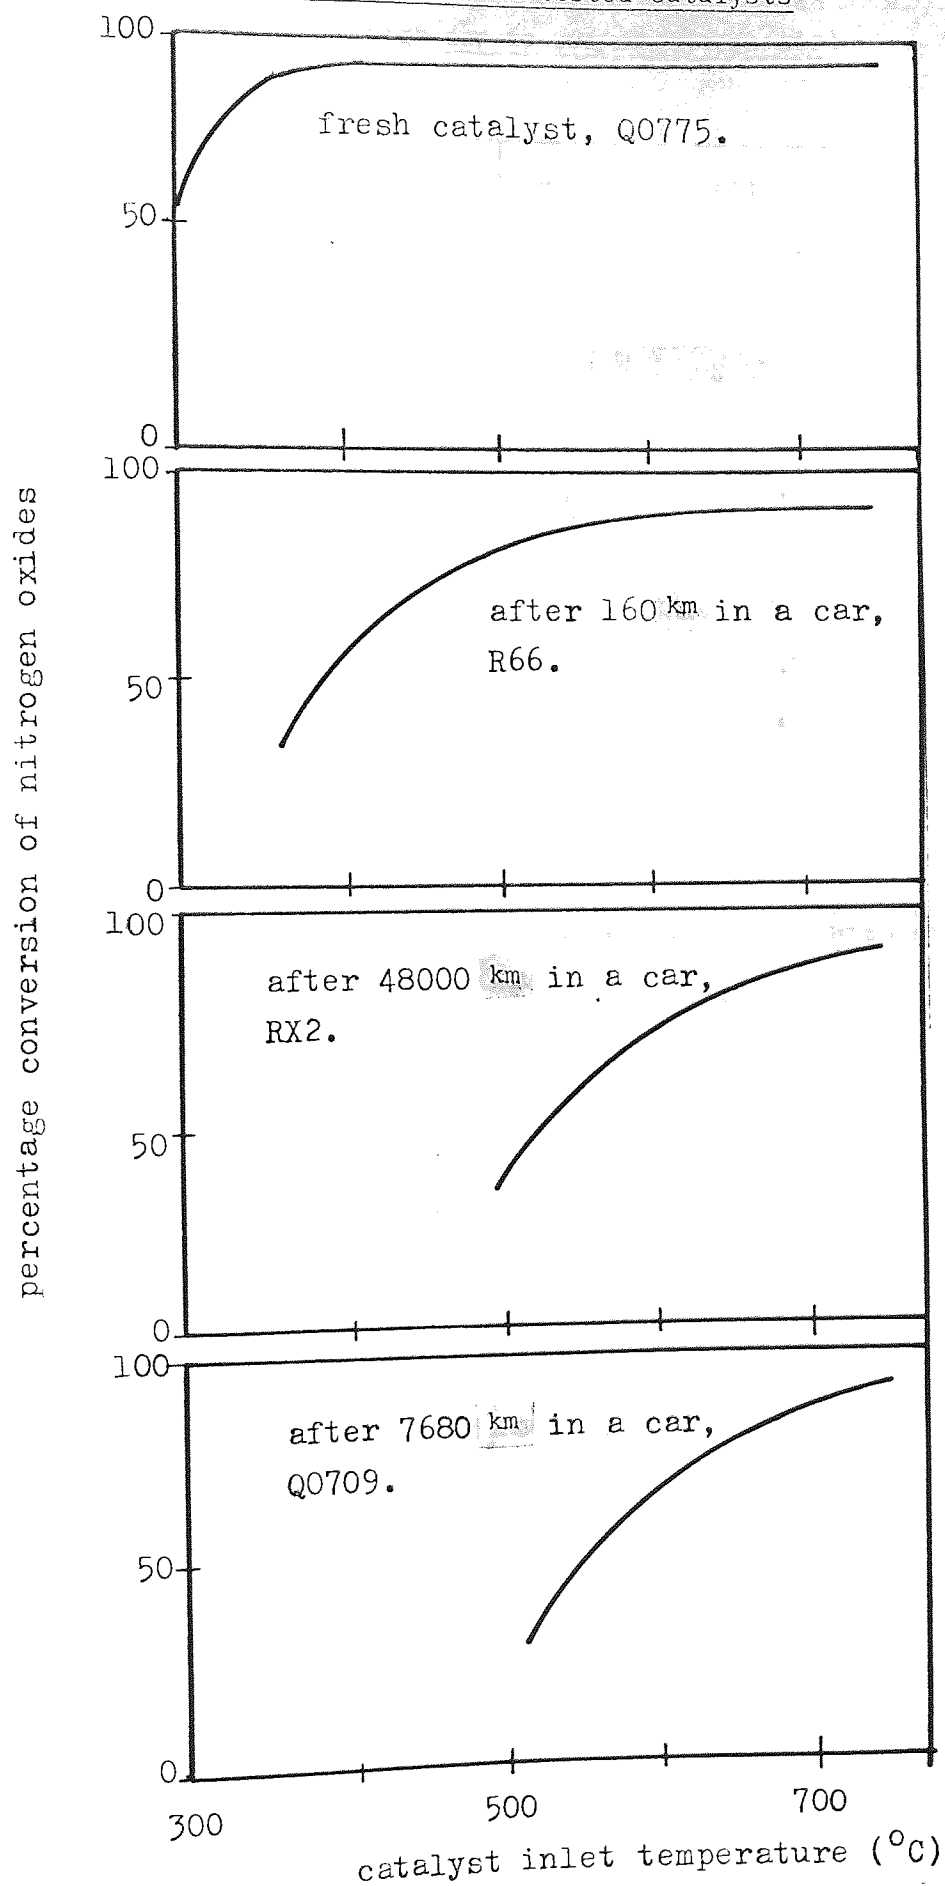 catalysts
100
fresh catalyst, Q0775.
50
0
100
after 160 km in a car,
R66.
50
0
100
after 48000 km in a car,
RX2.
50
0
100
after 7680 km in a car,
Q0709.
50
0
300
500
700
catalyst inlet temperature (°C)
percentage conversion of nitrogen oxides